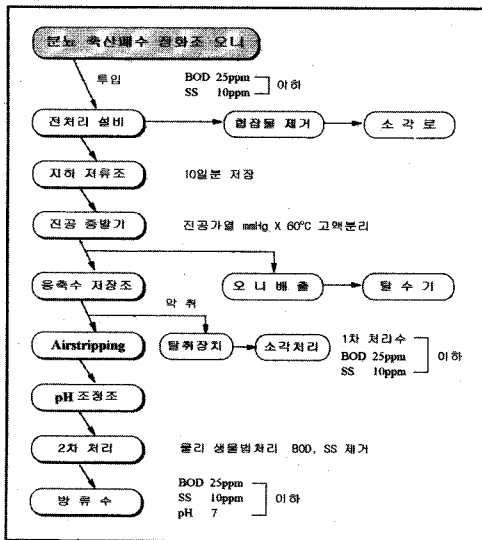 분뇨 축산폐수 정화조 오니
투입
BOD 25ppm
SS 10ppm
이하
전처리 설비
협잡물 제거
소 각 로
지하 저류조
10일분 저장
진공 증발기
진공가열 mmHg X 60℃ 고액분리
응축수 저장조
오 니 배 출
탈 수 기
악 취
Airstripping
탈취장치
소각처리
1차 처리수
BOD 25ppm
SS 10ppm
이하
pH 조정조
2차 처리
물리 생물법처리 BOD, SS 제거
방 류 수
BOD 25ppm
SS 10ppm
pH 7
이하